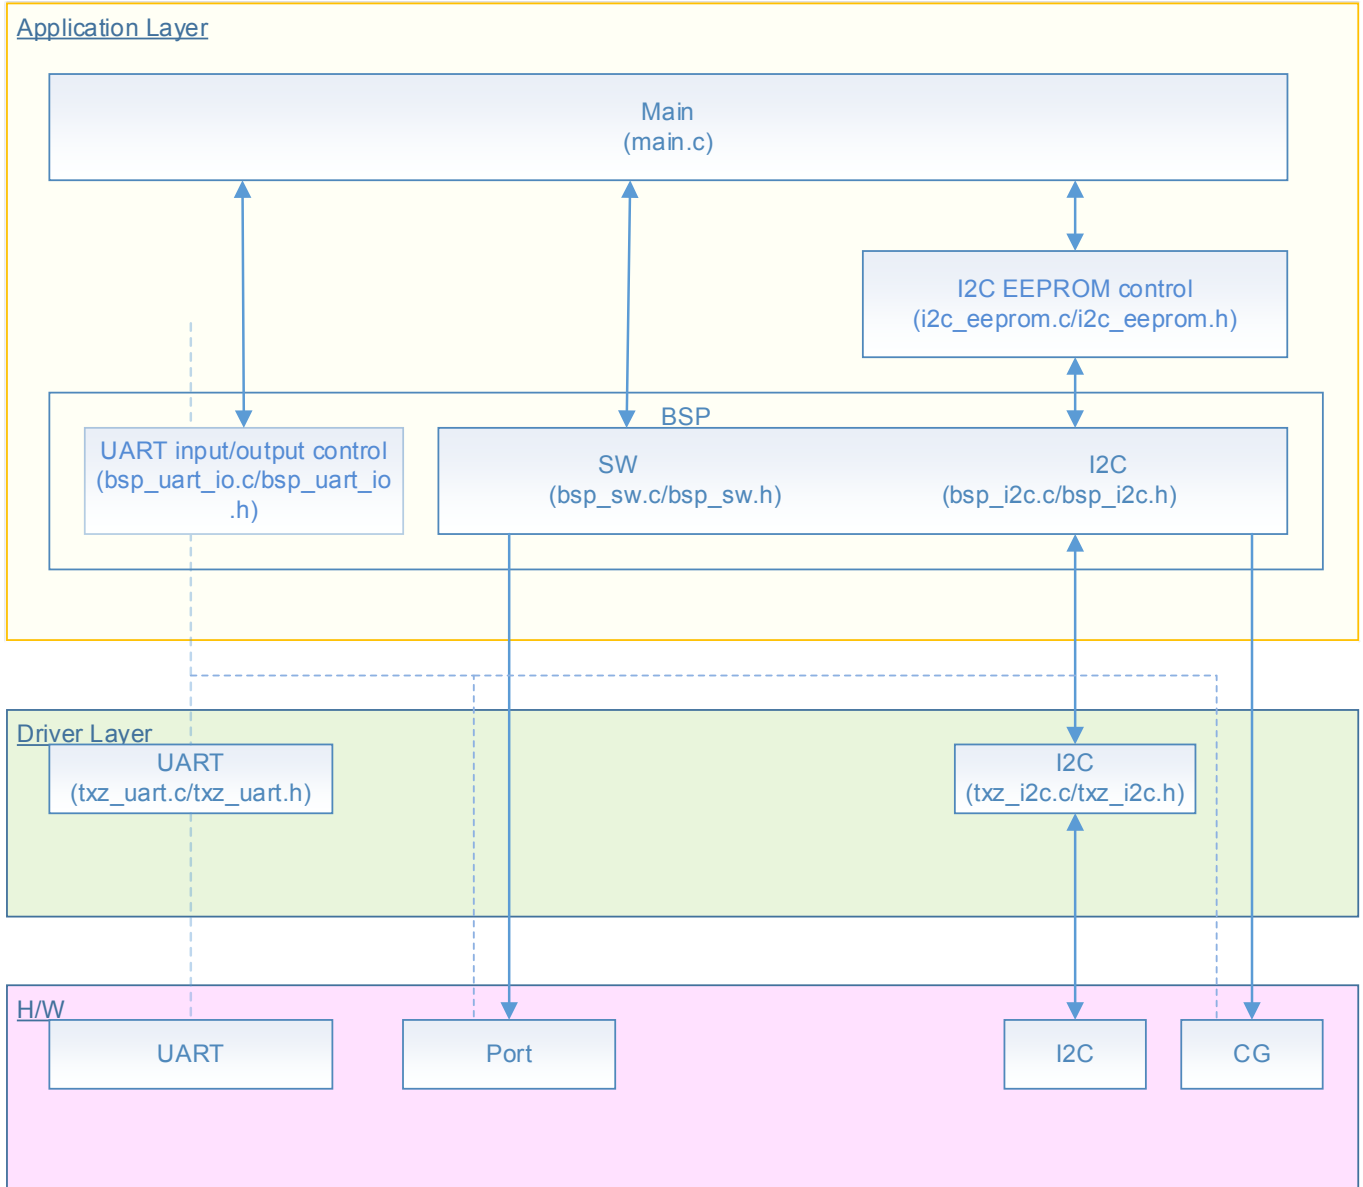 Application Layer
Main
(main.c)
I2C EEPROM control
(i2c_eeprom.c/i2c_eeprom.h)
BSP
UART input/output control
(bsp_uart_io.c/bsp_uart_io
.h)
SW
(bsp_sw.c/bsp_sw.h)
I2C
(bsp_i2c.c/bsp_i2c.h)
Driver Layer
UART
(txz_uart.c/txz_uart.h)
I2C
(txz_i2c.c/txz_i2c.h)
H/W
UART
Port
I2C
CG